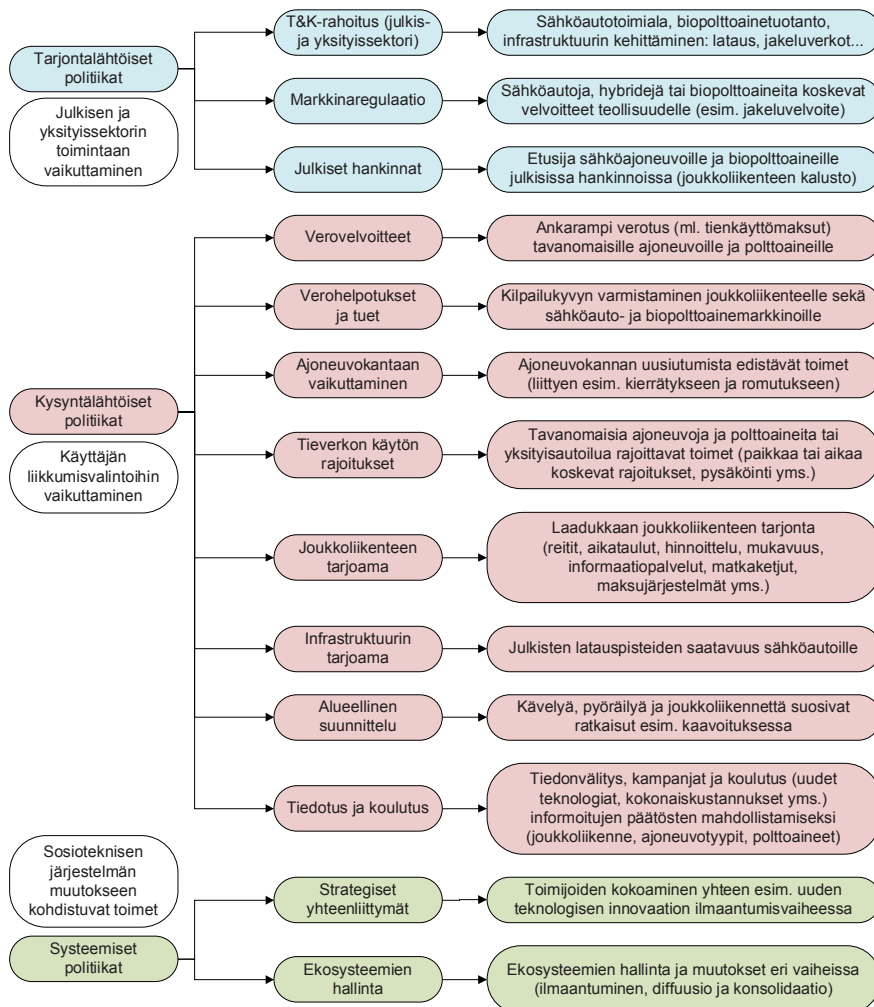 Tarjontalähtöiset
politiikat
Julkisen ja
yksityissektorin
toimintaan
vaikuttaminen
T&K-rahoitus (julkis-
ja yksityissektori)
Sähköautotoimiala, biopolttoainetuotanto,
infrastruktuurin kehittäminen: lataus, jakeluverkot...
Markkinaregulaatio
Sähköautoja, hybridejä tai biopolttoaineita koskevat
velvoitteet teollisuudelle (esim. jakeluvelvoite)
Julkiset hankinnat
Etusija sähköajoneuvoille ja biopolttoaineille
julkisissa hankinnoissa (joukkoliikenteen kalusto)
Kysyntälähtöiset
politiikat
Käyttäjän
liikkumisvalintoihin
vaikuttaminen
Verovelvoitteet
Ankarampi verotus (ml. tienkäyttömaksut)
tavanomaisille ajoneuvoille ja polttoaineille
Verohelpotukset
ja tuet
Kilpailukyvyn varmistaminen joukkoliikenteelle sekä
sähköauto- ja biopolttoainemarkkinoille
Ajoneuvokantaan
vaikuttaminen
Ajoneuvokannan uusiutumista edistävät toimet
(liittyen esim. kierrätykseen ja romutukseen)
Tieverkon käytön
rajoitukset
Tavanomaisia ajoneuvoja ja polttoaineita tai
yksityisautoilua rajoittavat toimet (paikkaa tai aikaa
koskevat rajoitukset, pysäköinti yms.)
Joukkoliikenteen
tarjoama
Laadukkaan joukkoliikenteen tarjonta
(reitit, aikataulut, hinnoittelu, mukavuus,
informaatiopalvelut, matkaketjut,
maksujärjestelmät yms.)
Infrastruktuurin
tarjoama
Julkisten latauspisteiden saatavuus sähköautoille
Alueellinen
suunnittelu
Kävelyä, pyöräilyä ja joukkoliikennettä suosivat
ratkaisut esim. kaavoituksessa
Tiedotus ja koulutus
Tiedonvälitys, kampanjat ja koulutus (uudet
teknologiat, kokonaiskustannukset yms.)
informoitujen päätösten mahdollistamiseksi
(joukkoliikenne, ajoneuvotyypit, polttoaineet)
Sosioteknisen
järjestelmän
muutokseen
kohdistuvat toimet
Systeemiset
politiikat
Strategiset
yhteenliittymät
Toimijoiden kokoaminen yhteen esim. uuden
teknologisen innovaation ilmaantumisvaiheessa
Ekosysteemien
hallinta
Ekosysteemien hallinta ja muutokset eri vaiheissa
(ilmaantuminen, diffuusio ja konsolidaatio)